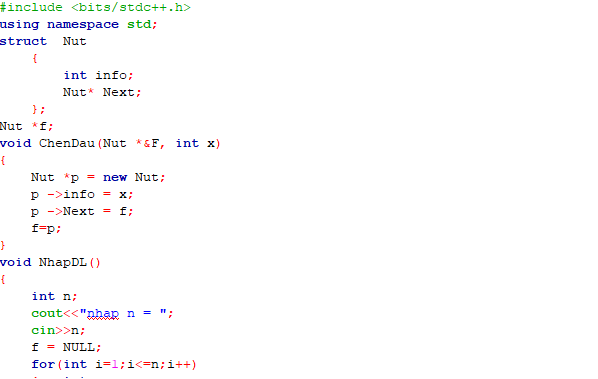 #include <bits/stdc++.h>
using namespace std;
struct  Nut
{
int info;
Nut* Next;
};
Nut *f;
void ChenDau(Nut *&F, int x)
{
Nut *p = new Nut;
p ->info = x;
p ->Next = f;
f=p;
}
void NhapDL()
{
int n;
cout<<"nhap n = ";
cin>>n;
f = NULL;
for(int i=1;i<=n;i++)